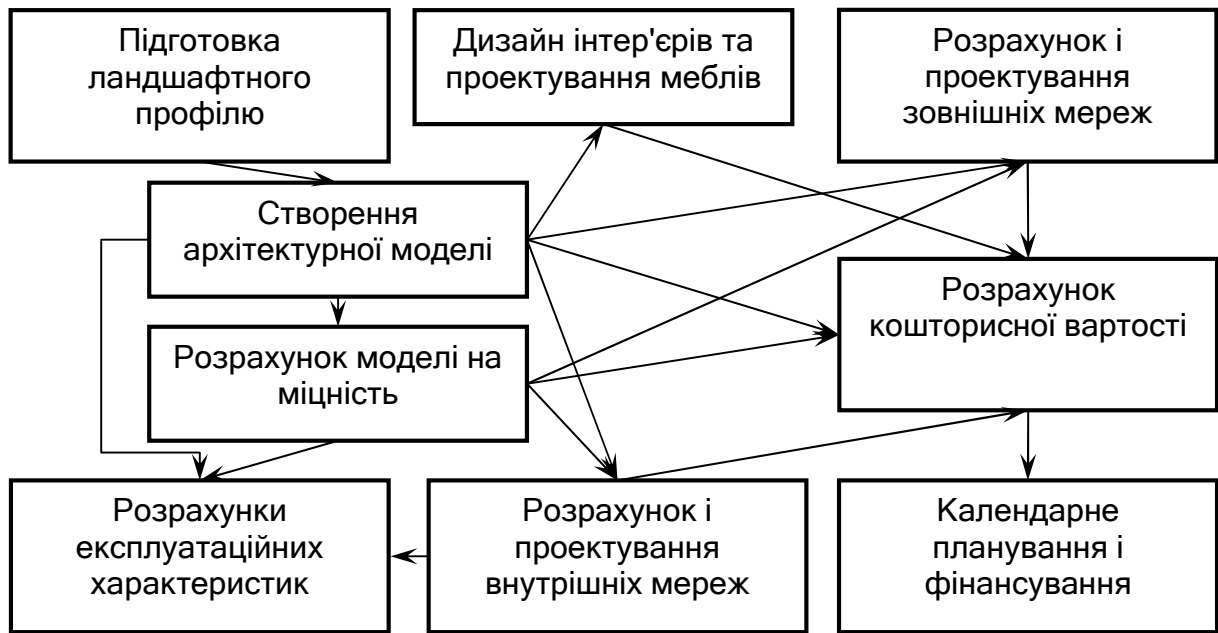 Підготовка
ландшафтного
профілю
Дизайн інтер'єрів та
проектування меблів
Розрахунок і
проектування
зовнішніх мереж
Створення
архітектурної моделі
Розрахунок
кошторисної вартості
Розрахунок моделі на
міцність
Розрахунки
експлуатаційних
характеристик
Розрахунок і
проектування
внутрішніх мереж
Календарне
планування і
фінансування